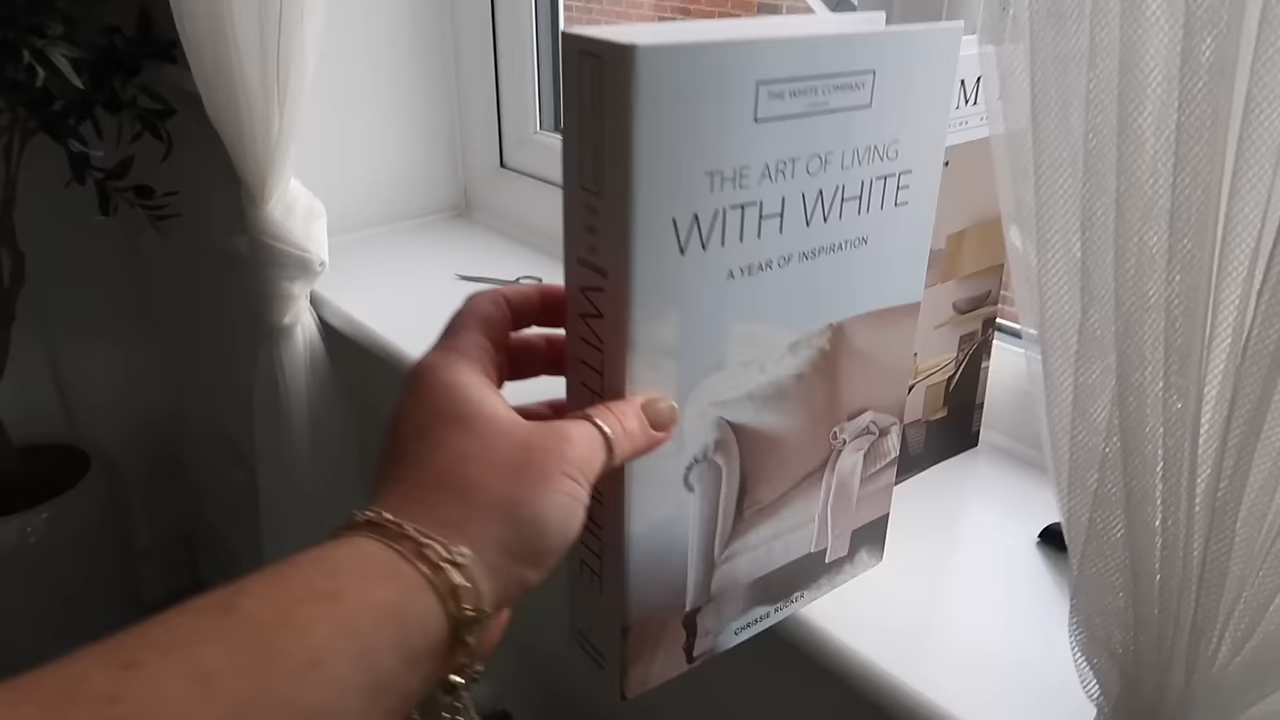 THE WHITE COMPANY
THE ART OF LIVING
WITH WHITE
A YEAR OF INSPIRATION
CHRISSIE RUCKER
WITH WHITE
M